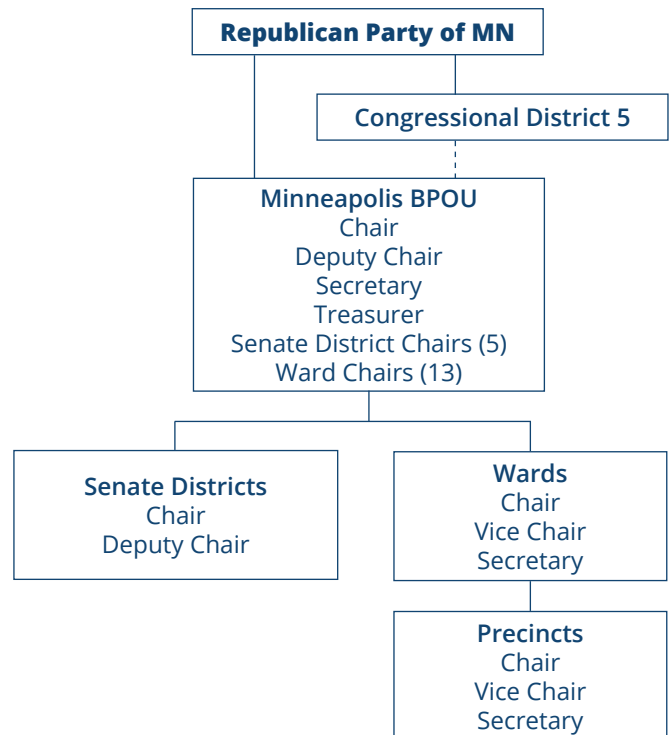 Republican Party of MN
Congressional District 5
Minneapolis BPOU
Chair
Deputy Chair
Secretary
Treasurer
Senate District Chairs (5)
Ward Chairs (13)
Senate Districts
Chair
Deputy Chair
Wards
Chair
Vice Chair
Secretary
Precincts
Chair
Vice Chair
Secretary